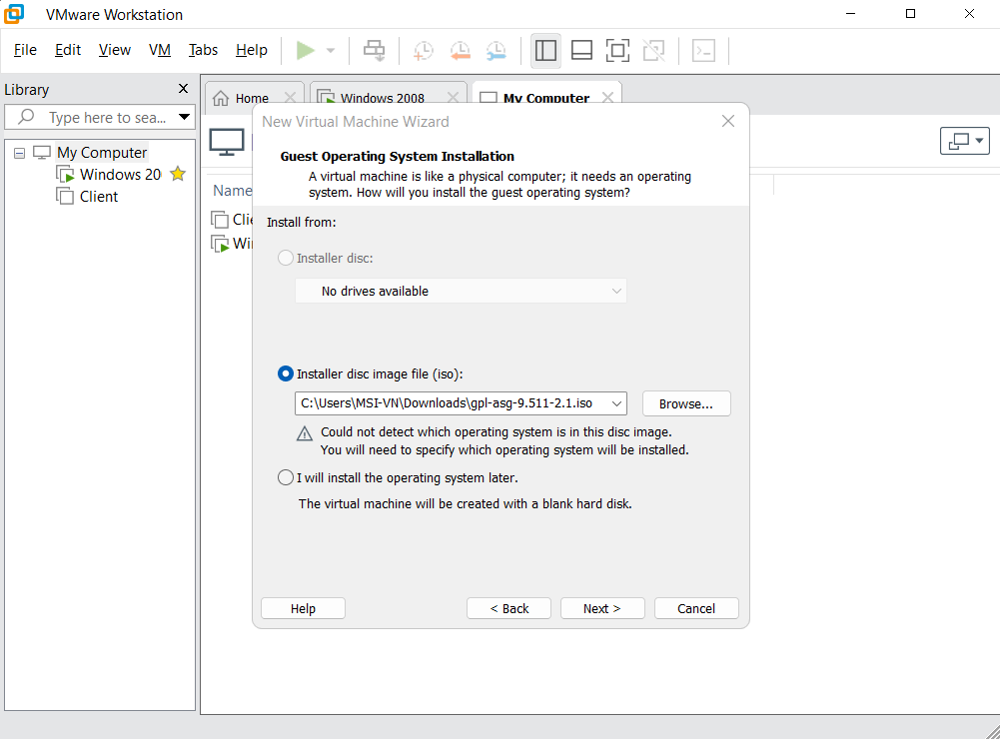 VMware Workstation
File Edit View VM Tabs Help
Library
Type here to sea...
My Computer
Windows 20
Client
Home
Windows 2008
My Computer
Name
Clie
Win
New Virtual Machine Wizard
Guest Operating System Installation
A virtual machine is like a physical computer; it needs an operating
system. How will you install the guest operating system?
Install from:
Installer disc:
No drives available
Installer disc image file (iso):
C:\Users\MSI-VN\Downloads\gpl-asg-9.511-2.1.iso
Browse...
Could not detect which operating system is in this disc image.
You will need to specify which operating system will be installed.
I will install the operating system later.
The virtual machine will be created with a blank hard disk.
Help
< Back
Next >
Cancel